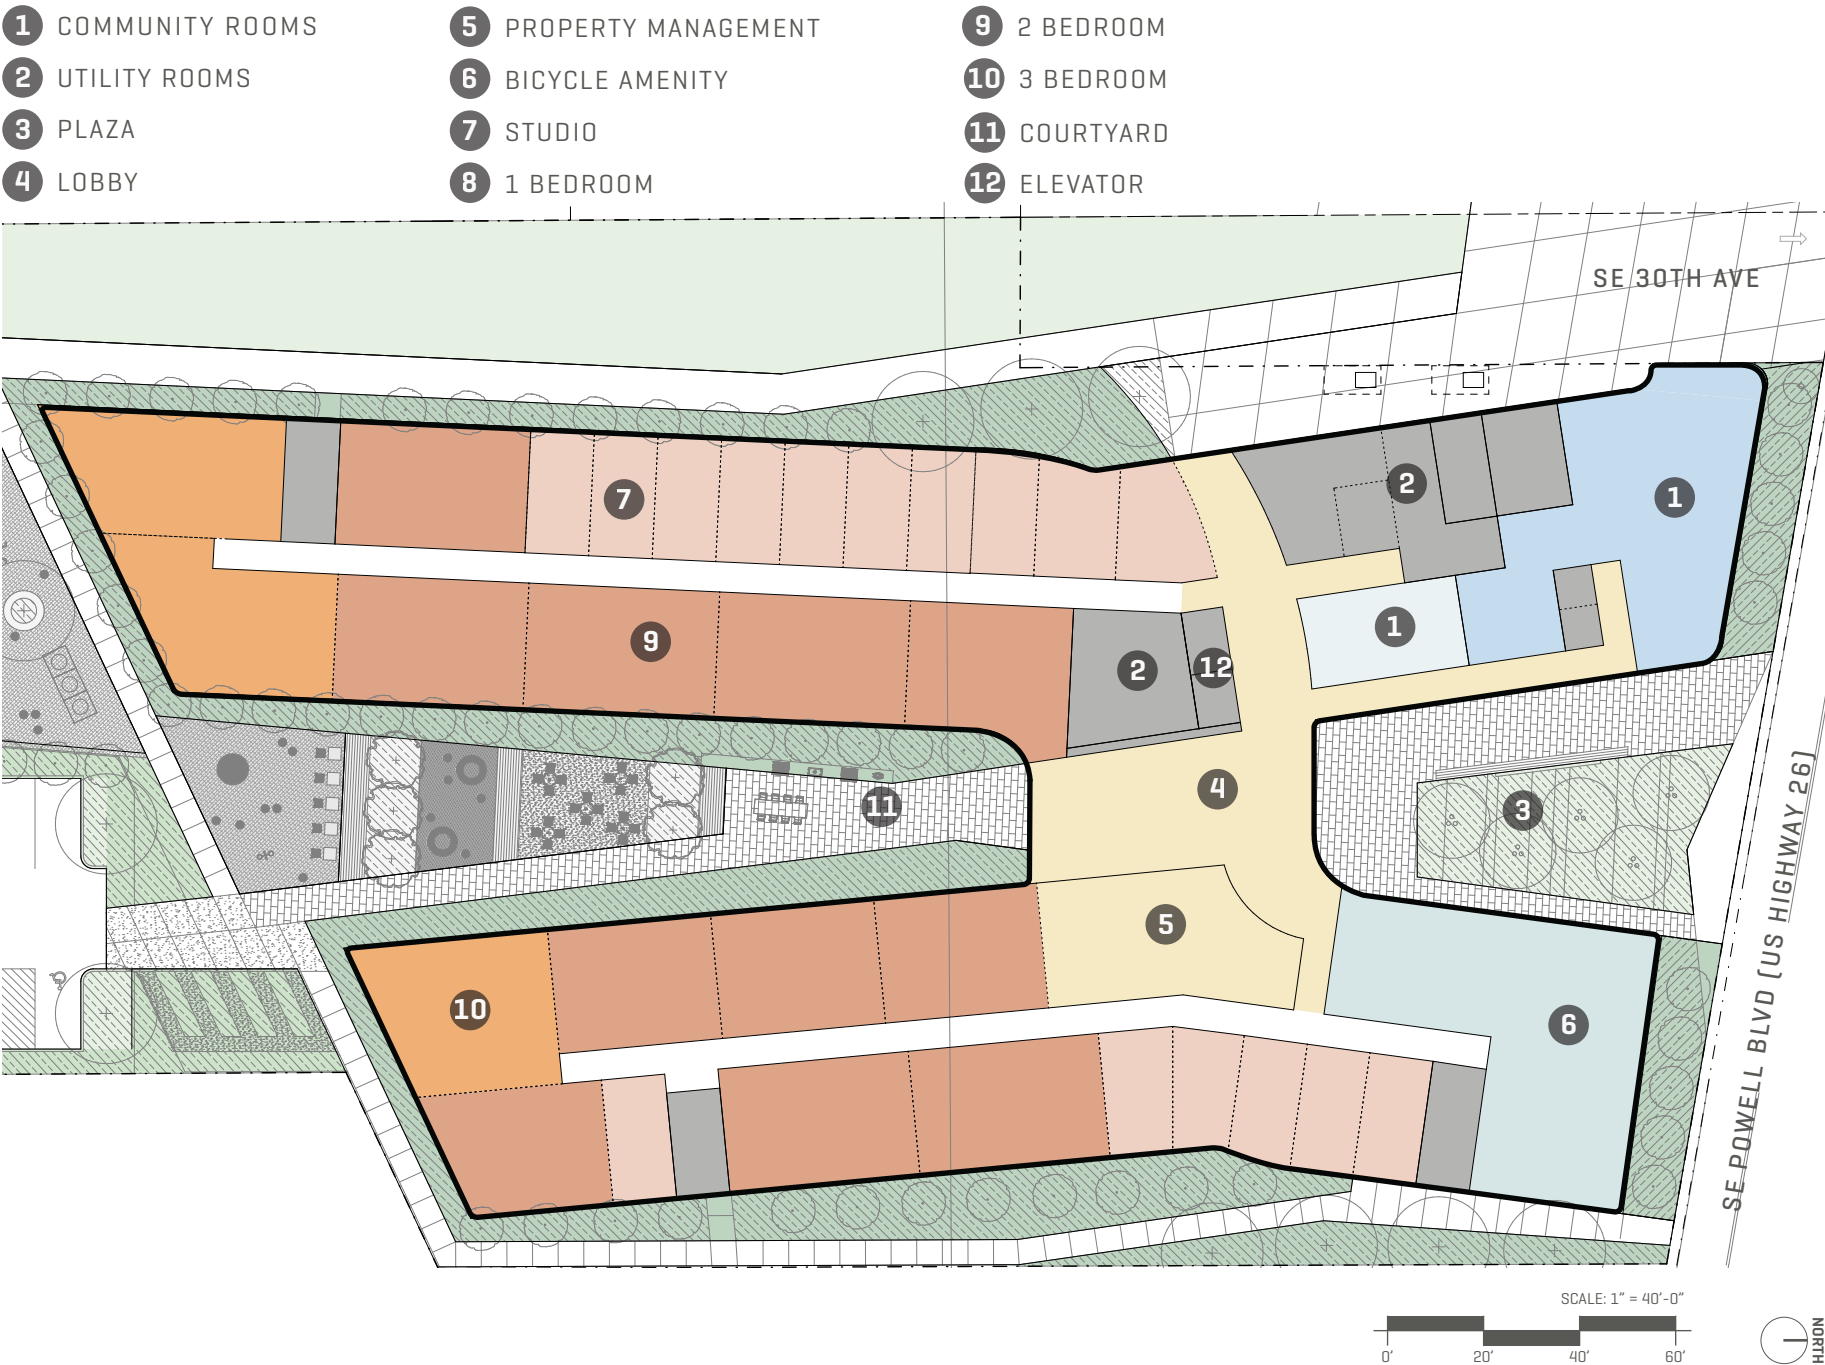 1 COMMUNITY ROOMS
2 UTILITY ROOMS
3 PLAZA
4 LOBBY
5 PROPERTY MANAGEMENT
6 BICYCLE AMENITY
7 STUDIO
8 1 BEDROOM
9 2 BEDROOM
10 3 BEDROOM
11 COURTYARD
12 ELEVATOR
SE 30TH AVE
2
1
7
1
9
2
12
4
11
3
5
10
6
SE POWELL BLVD (US HIGHWAY 26)
SCALE: 1" = 40'-0"
0' 20' 40' 60'
NORTH